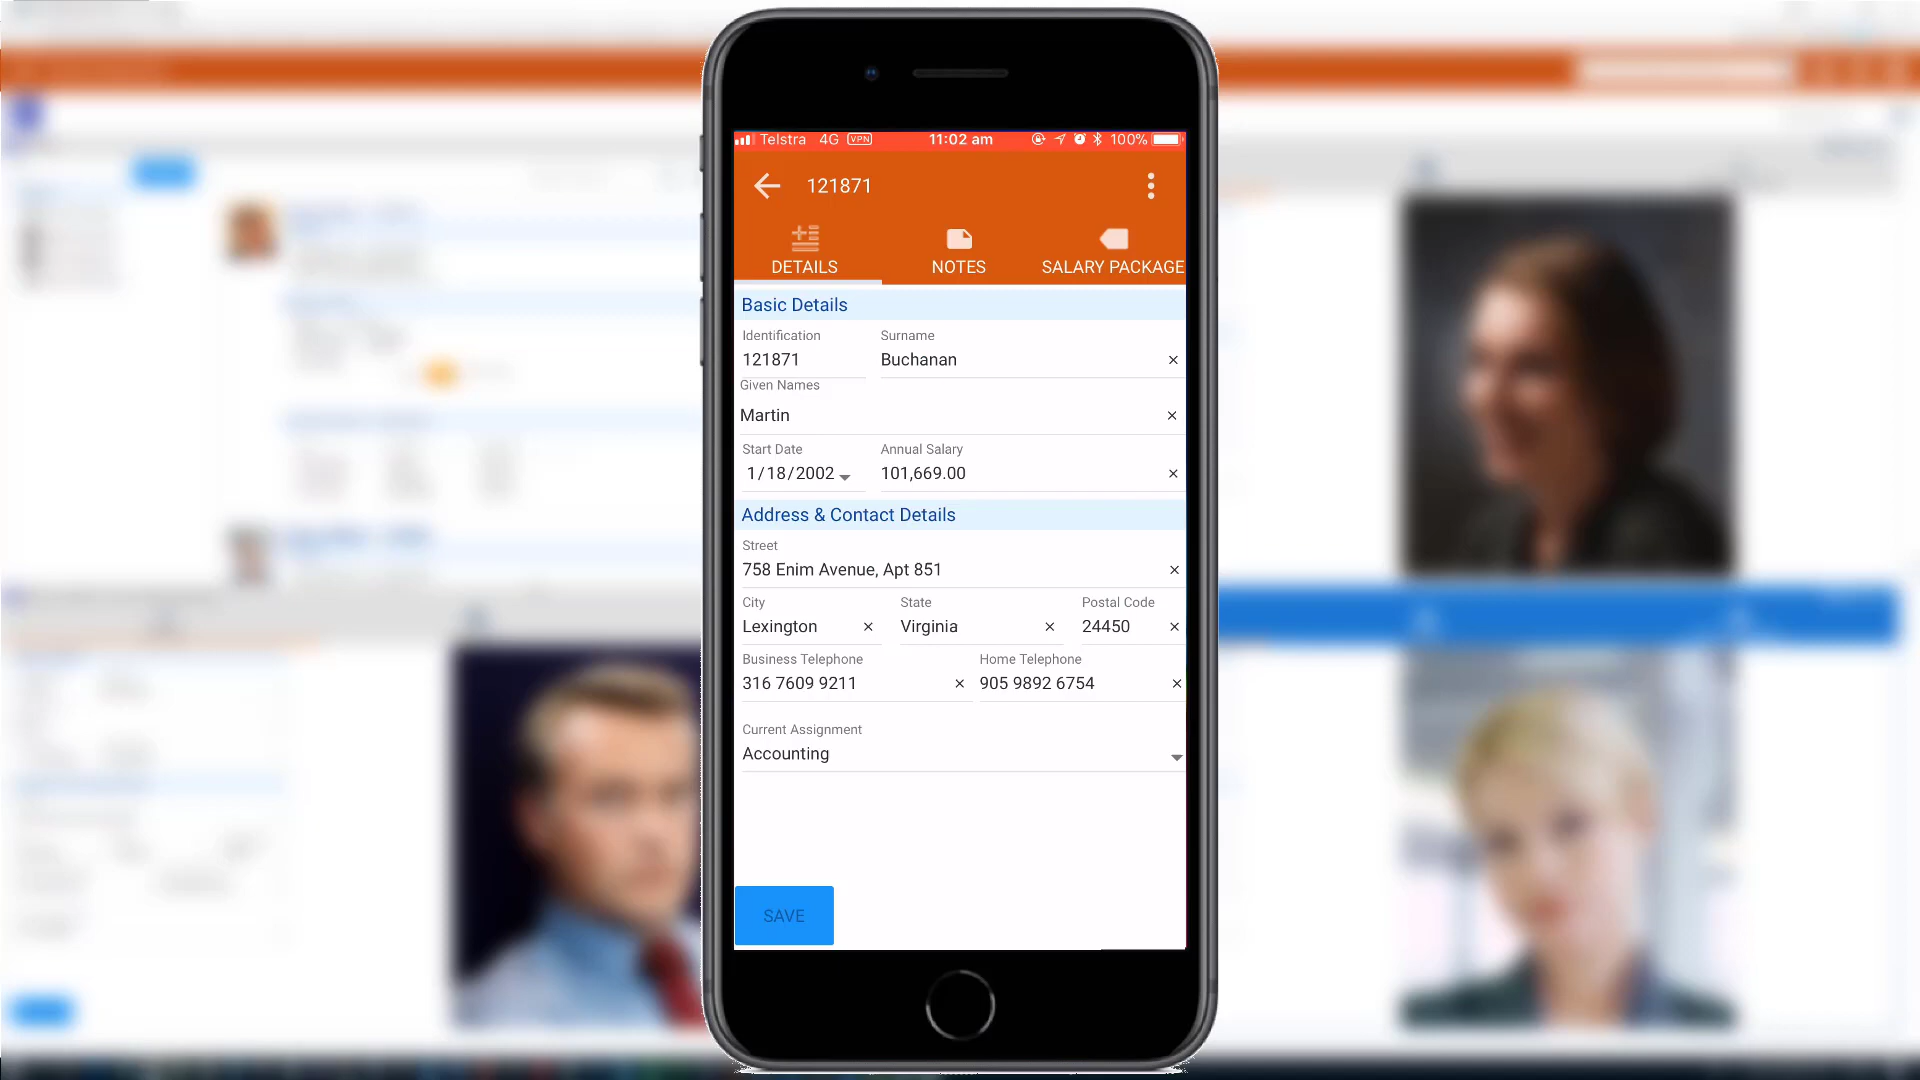 Telstra 4G VPN 11:02 am 100%
121871
DETAILS NOTES SALARY PACKAGE
Basic Details
Identification Surname
121871 Buchanan
Given Names
Martin
Start Date Annual Salary
1/18/2002 101,669.00
Address & Contact Details
Street
758 Enim Avenue, Apt 851
City State Postal Code
Lexington Virginia 24450
Business Telephone Home Telephone
316 7609 9211 905 9892 6754
Current Assignment
Accounting
SAVE